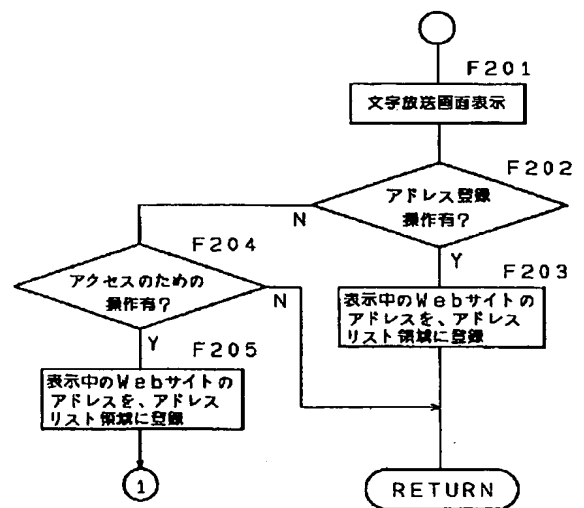 F201
文字放送画面表示
F202
アドレス登録
操作有?
N
Y
F204
アクセスのための
操作有?
N
Y
F203
表示中のWebサイトの
アドレスを、アドレス
リスト領域に登録
F205
表示中のWebサイトの
アドレスを、アドレス
リスト領域に登録
1
RETURN